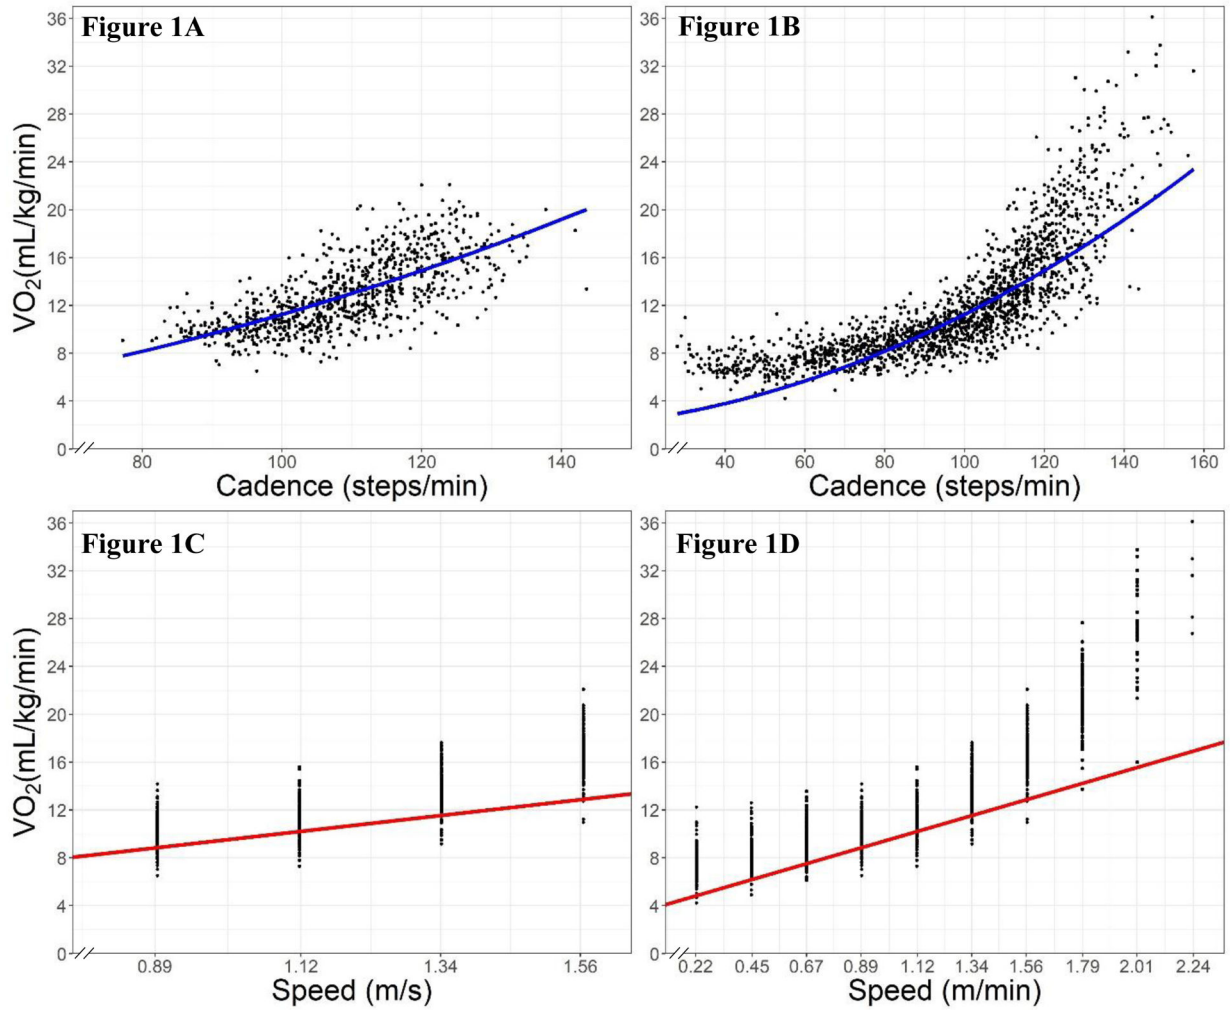 Figure 1A
VO2(mL/kg/min)
36
32
28
24
20
16
12
8
4
0
80 100 120 140
Cadence (steps/min)
Figure 1B
36
32
28
24
20
16
12
8
4
0
40 60 80 100 120 140 160
Cadence (steps/min)
Figure 1C
VO2(mL/kg/min)
36
32
28
24
20
16
12
8
4
0
0.89 1.12 1.34 1.56
Speed (m/s)
Figure 1D
36
32
28
24
20
16
12
8
4
0
0.22 0.45 0.67 0.89 1.12 1.34 1.56 1.79 2.01 2.24
Speed (m/min)